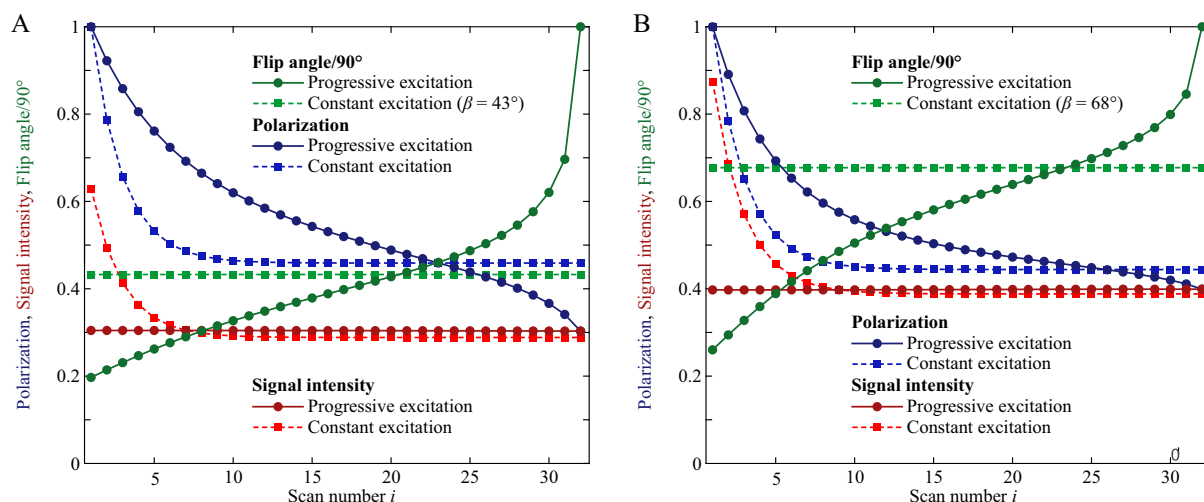 A
Polarization, Signal intensity, Flip angle/90°
1
0.8
0.6
0.4
0.2
0
Flip angle/90°
Progressive excitation
Constant excitation (β = 43°)
Polarization
Progressive excitation
Constant excitation
Signal intensity
Progressive excitation
Constant excitation
5 10 15 20 25 30
Scan number i
B
Polarization, Signal intensity, Flip angle/90°
1
0.8
0.6
0.4
0.2
0
Flip angle/90°
Progressive excitation
Constant excitation (β = 68°)
Polarization
Progressive excitation
Constant excitation
Signal intensity
Progressive excitation
Constant excitation
5 10 15 20 25 30
Scan number i